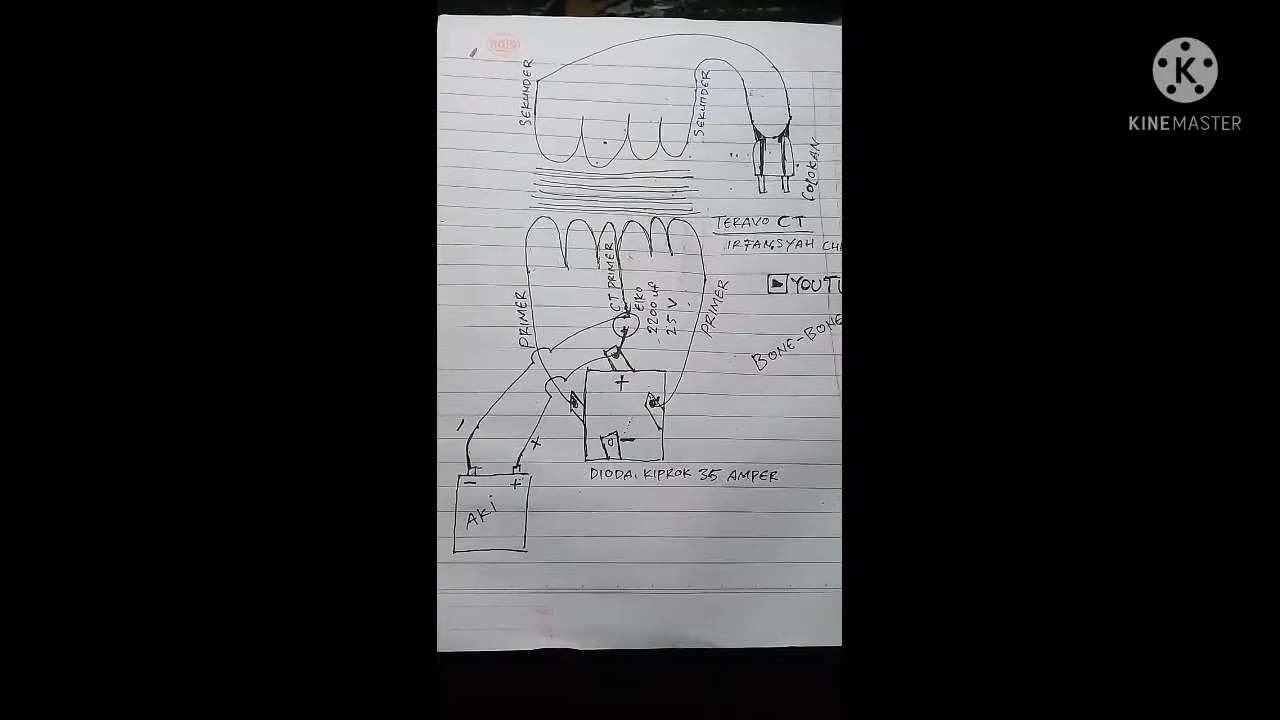 KINEMASTER
SEKUNDER
SEKUNDER
COLOKAN
TERAVO CT
IRFANSYAH CH
YOUTU
BONE-BONE
PRIMER
CT PRIMER
Elko
2200 uf
25 V
PRIMER
+
-
+
- +
AKi
DIODA. KIPROK 35 AMPER